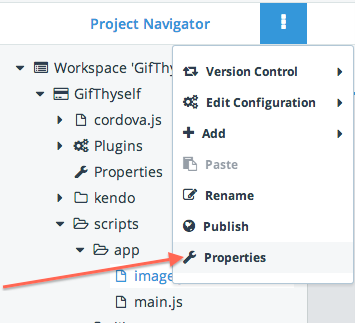 Project Navigator
Workspace 'GifThy
GifThyself
cordova.js
Plugins
Properties
kendo
scripts
app
image
main.js
Version Control
Edit Configuration
Add
Paste
Rename
Publish
Properties